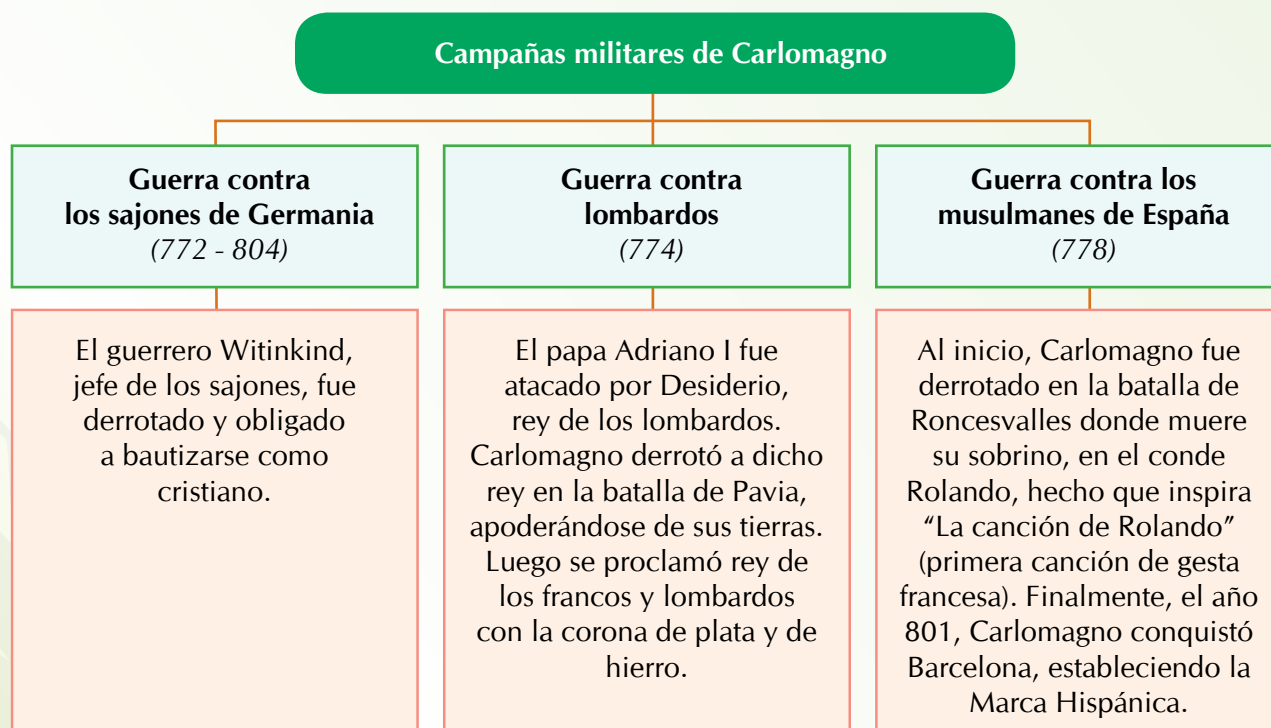 Campañas militares de Carlomagno
Guerra contra
los sajones de Germania
(772 - 804)
El guerrero Witinkind,
jefe de los sajones, fue
derrotado y obligado
a bautizarse como
cristiano.
Guerra contra
lombardos
(774)
El papa Adriano I fue
atacado por Desiderio,
rey de los lombardos.
Carlomagno derrotó a dicho
rey en la batalla de Pavia,
apoderándose de sus tierras.
Luego se proclamó rey de
los francos y lombardos
con la corona de plata y de
hierro.
Guerra contra los
musulmanes de España
(778)
Al inicio, Carlomagno fue
derrotado en la batalla de
Roncesvalles donde muere
su sobrino, en el conde
Rolando, hecho que inspira
“La canción de Rolando”
(primera canción de gesta
francesa). Finalmente, el año
801, Carlomagno conquistó
Barcelona, estableciendo la
Marca Hispánica.